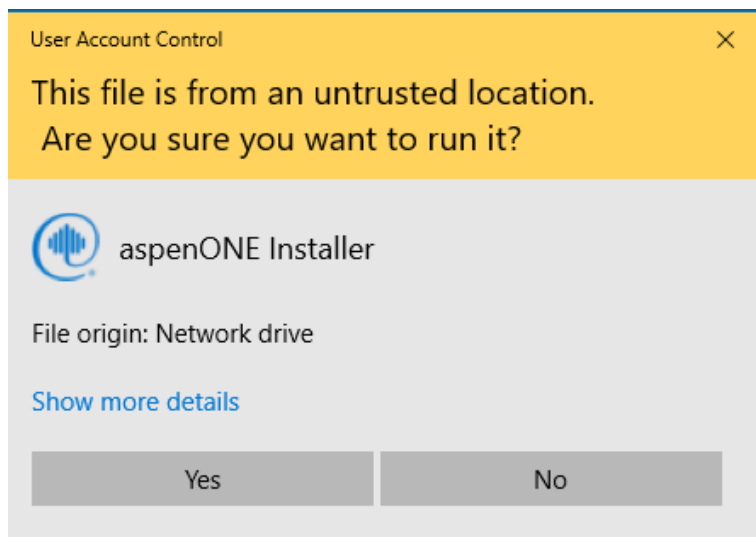 User Account Control
This file is from an untrusted location.
Are you sure you want to run it?
aspenONE Installer
File origin: Network drive
Show more details
Yes
No